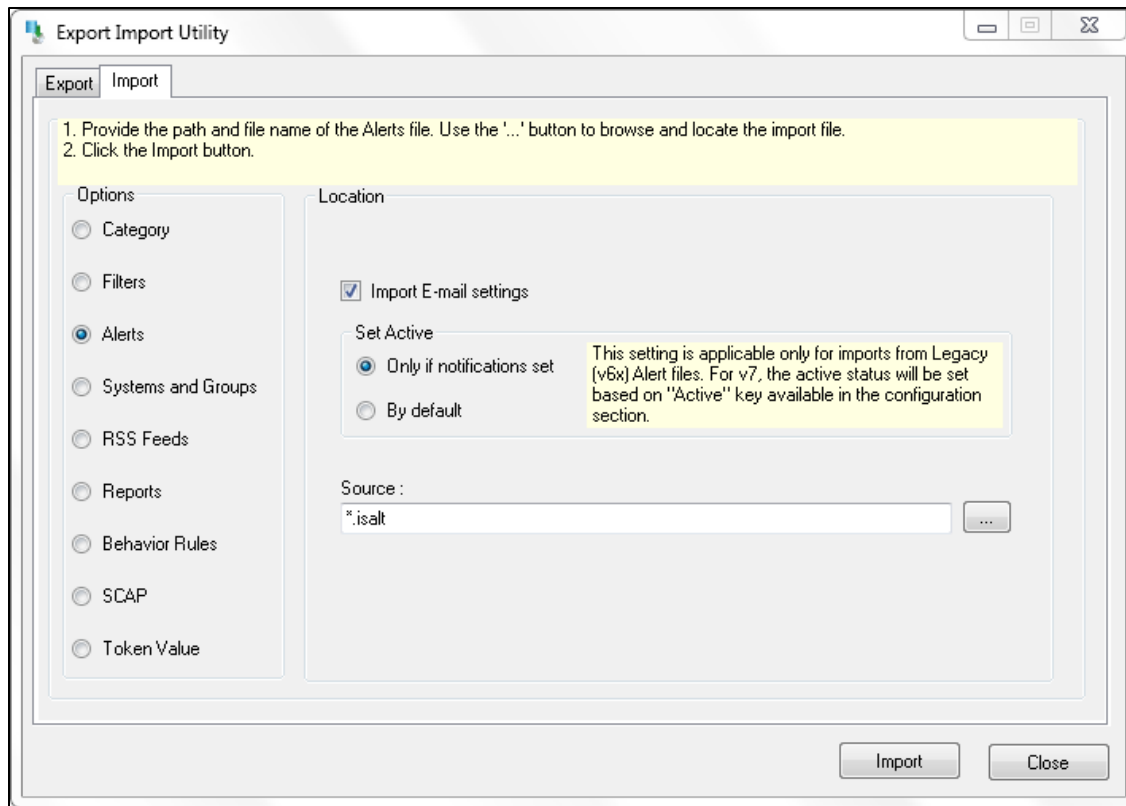 Export Import Utility
Export
Import
1. Provide the path and file name of the Alerts file. Use the '...' button to browse and locate the import file.
2. Click the Import button.
Options
Category
Filters
Alerts
Systems and Groups
RSS Feeds
Reports
Behavior Rules
SCAP
Token Value
Location
Import E-mail settings
Set Active
Only if notifications set
By default
This setting is applicable only for imports from Legacy
(v6x) Alert files. For v7, the active status will be set
based on "Active" key available in the configuration
section.
Source :
*.isalt
...
Import
Close